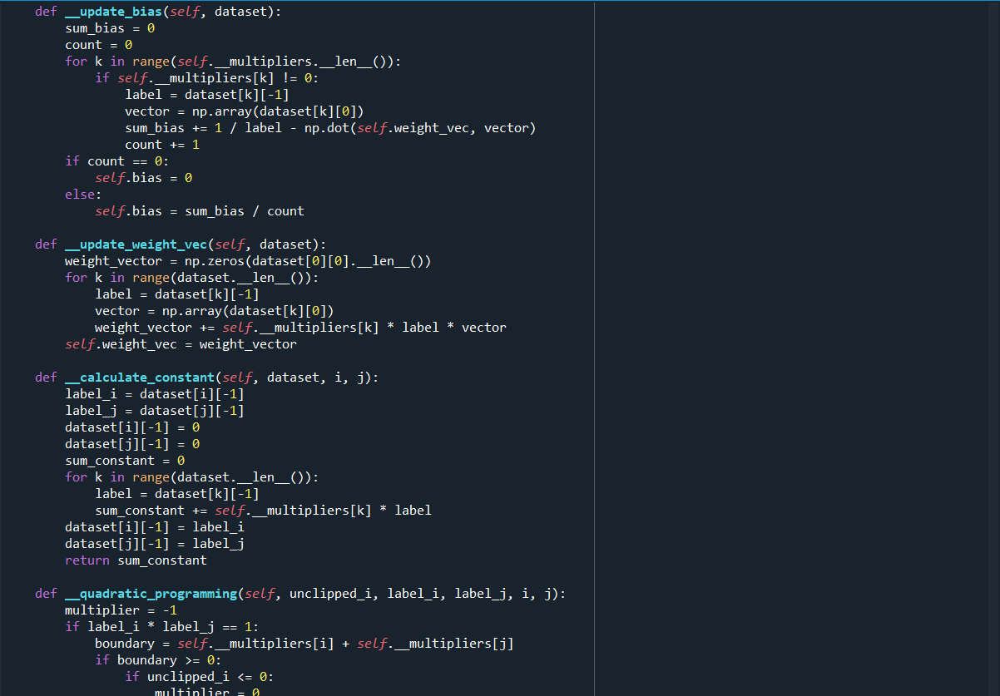 def __update_bias(self, dataset):
    sum_bias = 0
    count = 0
    for k in range(self.__multipliers.__len__()):
        if self.__multipliers[k] != 0:
            label = dataset[k][-1]
            vector = np.array(dataset[k][0])
            sum_bias += 1 / label - np.dot(self.weight_vec, vector)
            count += 1
    if count == 0:
        self.bias = 0
    else:
        self.bias = sum_bias / count

def __update_weight_vec(self, dataset):
    weight_vector = np.zeros(dataset[0][0].__len__())
    for k in range(dataset.__len__()):
        label = dataset[k][-1]
        vector = np.array(dataset[k][0])
        weight_vector += self.__multipliers[k] * label * vector
    self.weight_vec = weight_vector

def __calculate_constant(self, dataset, i, j):
    label_i = dataset[i][-1]
    label_j = dataset[j][-1]
    dataset[i][-1] = 0
    dataset[j][-1] = 0
    sum_constant = 0
    for k in range(dataset.__len__()):
        label = dataset[k][-1]
        sum_constant += self.__multipliers[k] * label
    dataset[i][-1] = label_i
    dataset[j][-1] = label_j
    return sum_constant

def __quadratic_programming(self, unclipped_i, label_i, label_j, i, j):
    multiplier = -1
    if label_i * label_j == 1:
        boundary = self.__multipliers[i] + self.__multipliers[j]
        if boundary >= 0:
            if unclipped_i <= 0:
                multiplier = 0